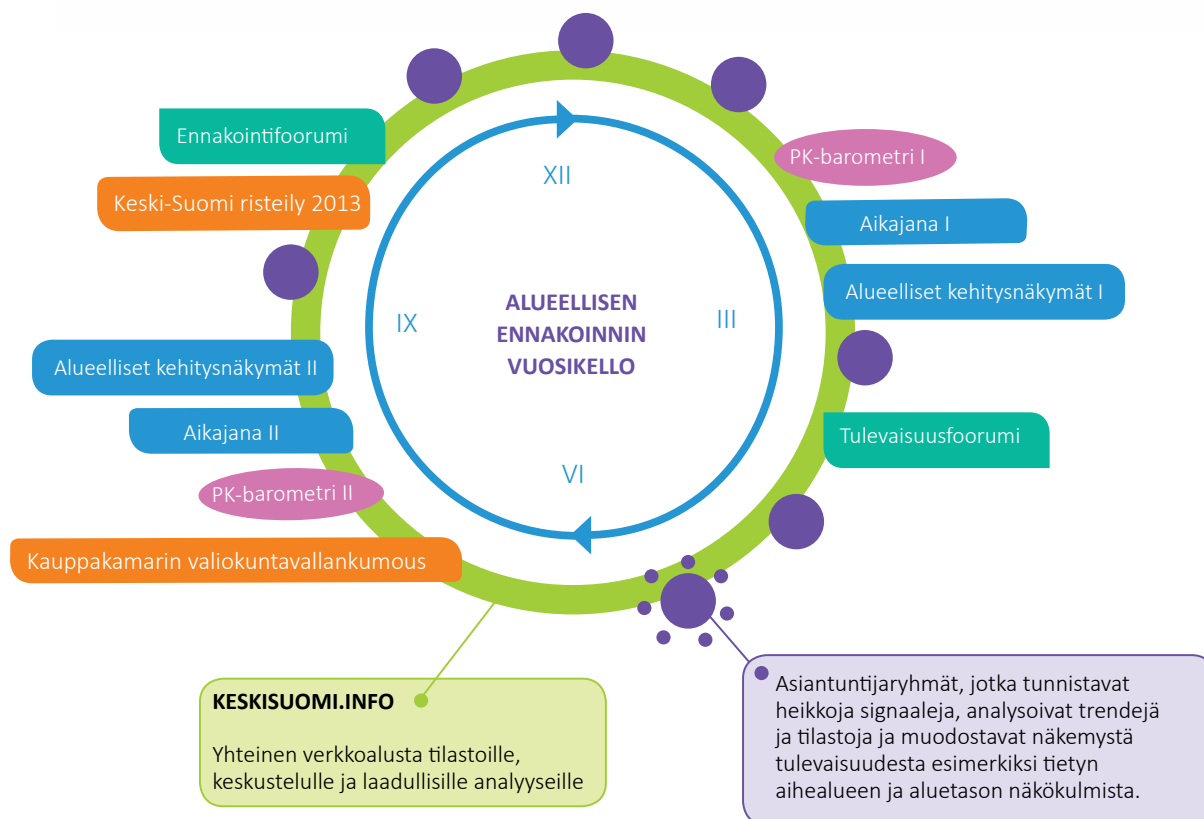 Ennakointifoorumi
Keski-Suomi risteily 2013
PK-barometri I
Aikajana I
Alueelliset kehitysnäkymät I
XII
III
VI
IX
ALUEELLISEN
ENNAKOINNIN
VUOSIKELLO
Alueelliset kehitysnäkymät II
Aikajana II
PK-barometri II
Kauppakamarin valiokuntavallankumous
Tulevaisuusfoorumi
KESKISUOMI.INFO
Yhteinen verkkoalusta tilastoille,
keskustelulle ja laadullisille analyyseille
Asiantuntijaryhmät, jotka tunnistavat
heikkoja signaaleja, analysoivat trendejä
ja tilastoja ja muodostavat näkemystä
tulevaisuudesta esimerkiksi tietyn
aihealueen ja aluetason näkökulmista.